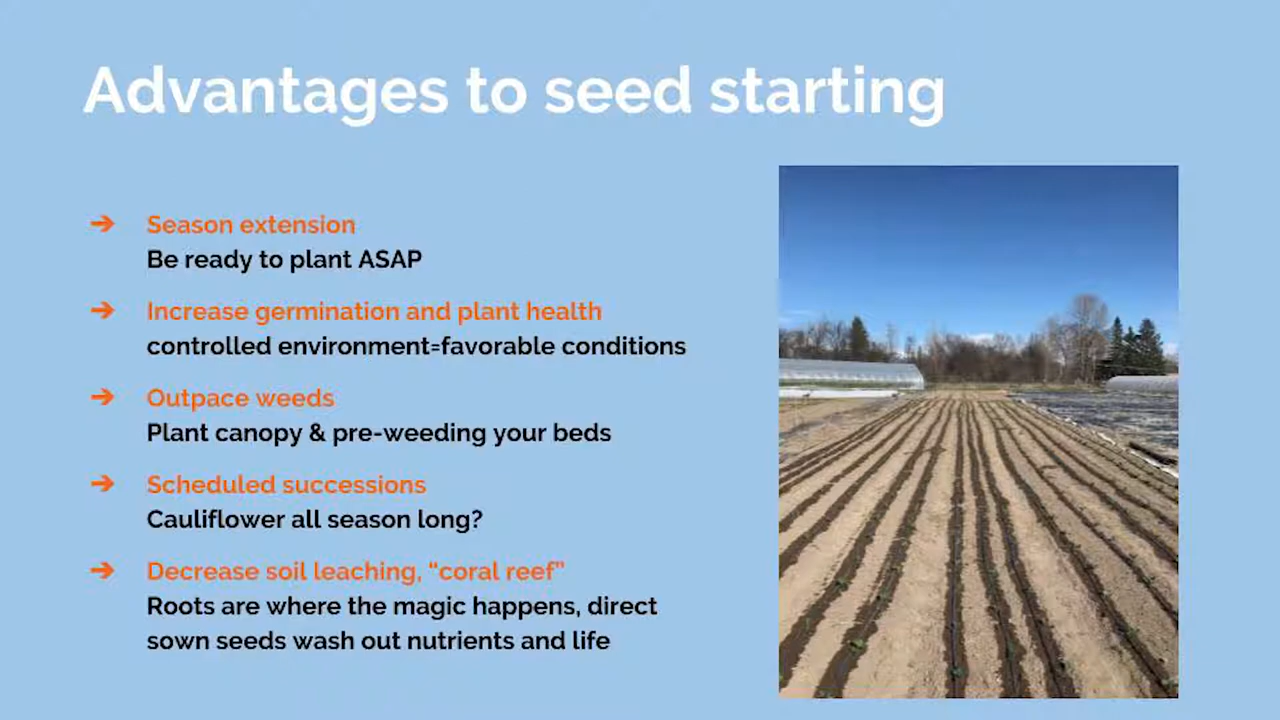 Advantages to seed starting
➔ Season extension
Be ready to plant ASAP
➔ Increase germination and plant health
controlled environment=favorable conditions
➔ Outpace weeds
Plant canopy & pre-weeding your beds
➔ Scheduled successions
Cauliflower all season long?
➔ Decrease soil leaching, “coral reef”
Roots are where the magic happens, direct
sown seeds wash out nutrients and life